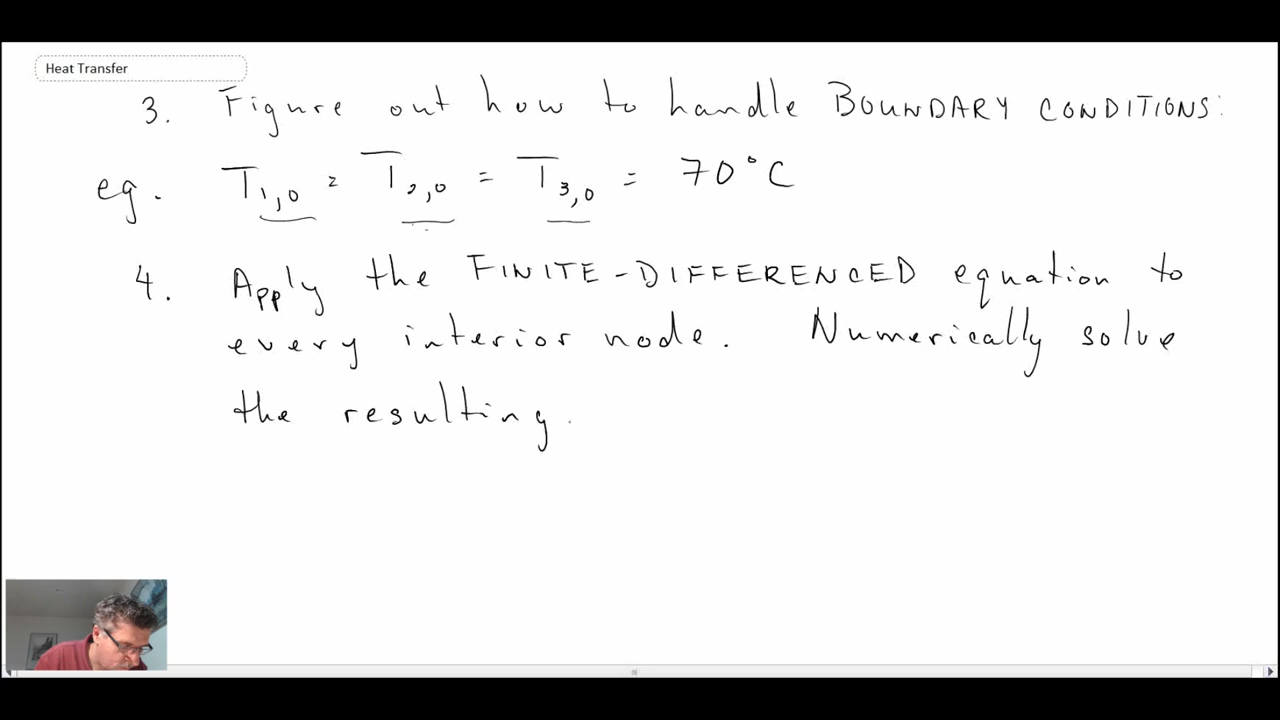 Heat Transfer
3. Figure out how to handle BOUNDARY CONDITIONS:
eg. T1,0 = T2,0 = T3,0 = 70°C
4. Apply the FINITE-DIFFERENCED equation to
every interior node. Numerically solve
the resulting.